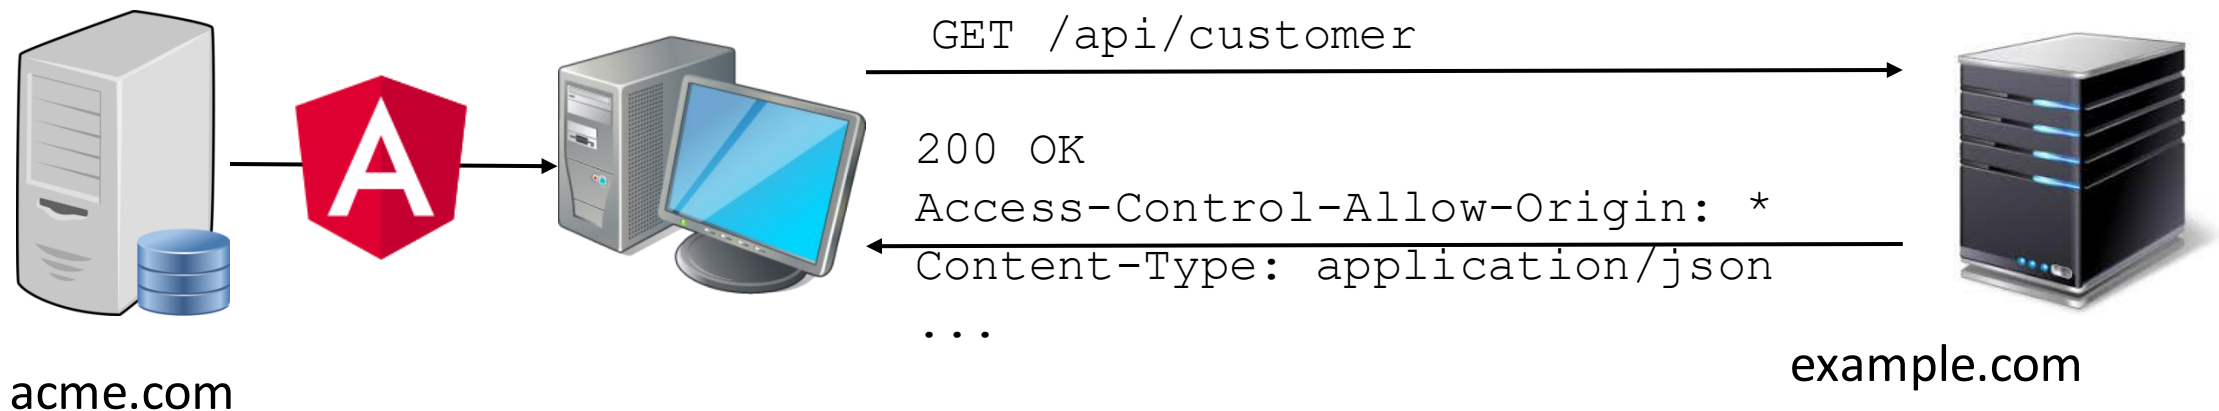 GET /api/customer
200 OK
Access-Control-Allow-Origin: *
Content-Type: application/json
...
acme.com
example.com